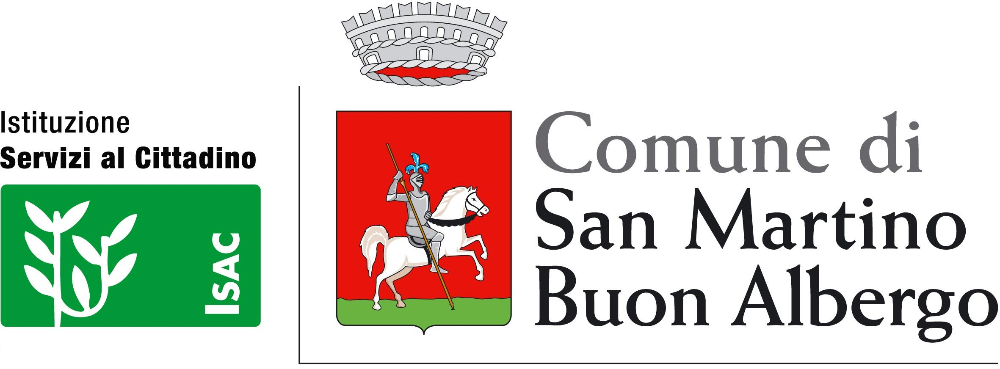 Istituzione
Servizi al Cittadino
ISAC
Comune di
San Martino
Buon Albergo